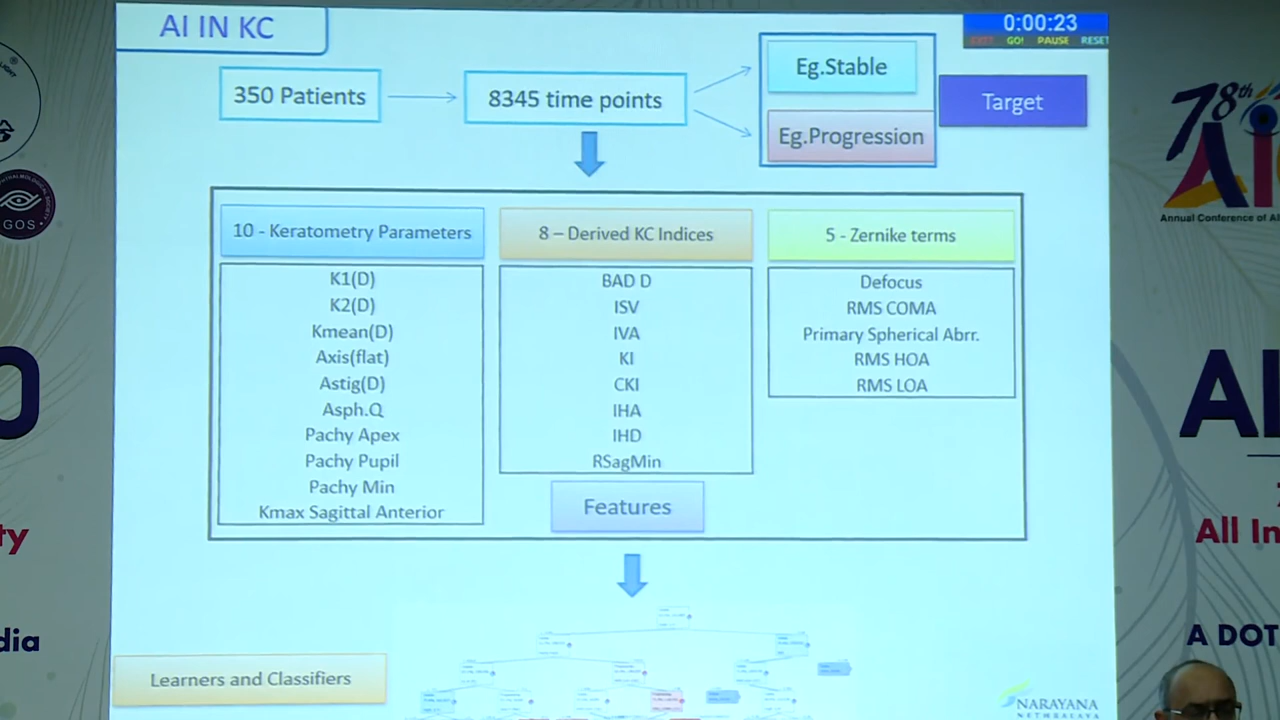 AI IN KC
0:00:23
EXIT GO! PAUSE RESET
350 Patients
8345 time points
Eg.Stable
Eg.Progression
Target
10 - Keratometry Parameters
K1(D)
K2(D)
Kmean(D)
Axis(flat)
Astig(D)
Asph.Q
Pachy Apex
Pachy Pupil
Pachy Min
Kmax Sagittal Anterior
8 – Derived KC Indices
BAD D
ISV
IVA
KI
CKI
IHA
IHD
RSagMin
5 - Zernike terms
Defocus
RMS COMA
Primary Spherical Abrr.
RMS HOA
RMS LOA
Features
Learners and Classifiers
NARAYANA
NETHRALAYA
78th
Annual Conference of Al
All In
A DOT
GOS